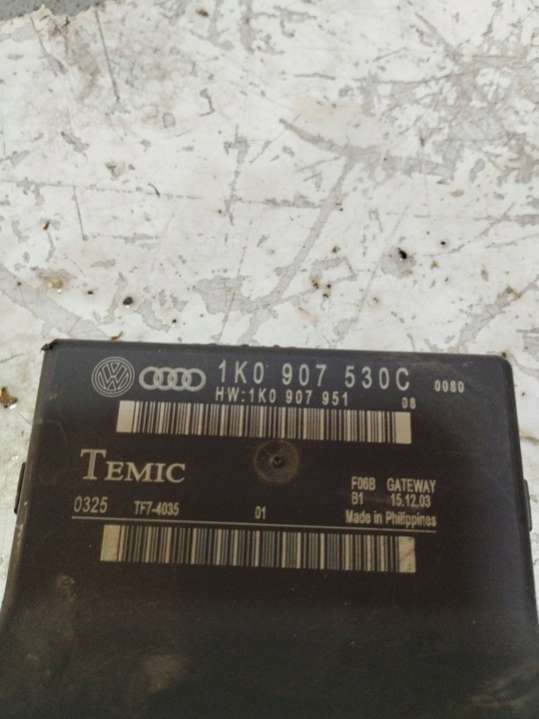 1K0 907 530C 0080
HW:1K0 907 951 08
TEMIC
F06B GATEWAY
B1 15.12.03
0325 TF7-4035 01
Made in Philippines